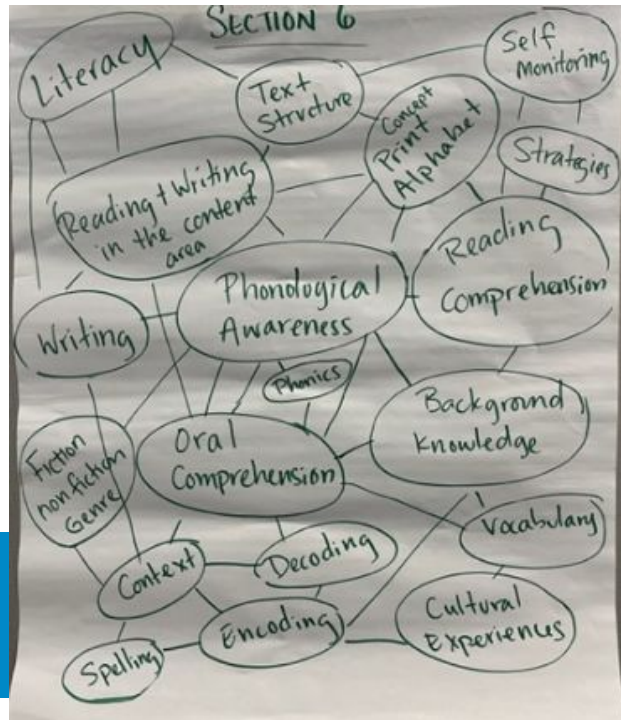 SECTION 6
Literacy
Text
Structure
Self
Monitoring
Concept
Print
Alphabet
Strategies
Reading + Writing
in the content
area
Reading
Comprehension
Phonological
Awareness
Writing
Phonics
Background
Knowledge
Fiction
nonfiction
Genre
Oral
Comprehension
Vocabulary
Context
Decoding
Cultural
Experiences
Encoding
Spelling